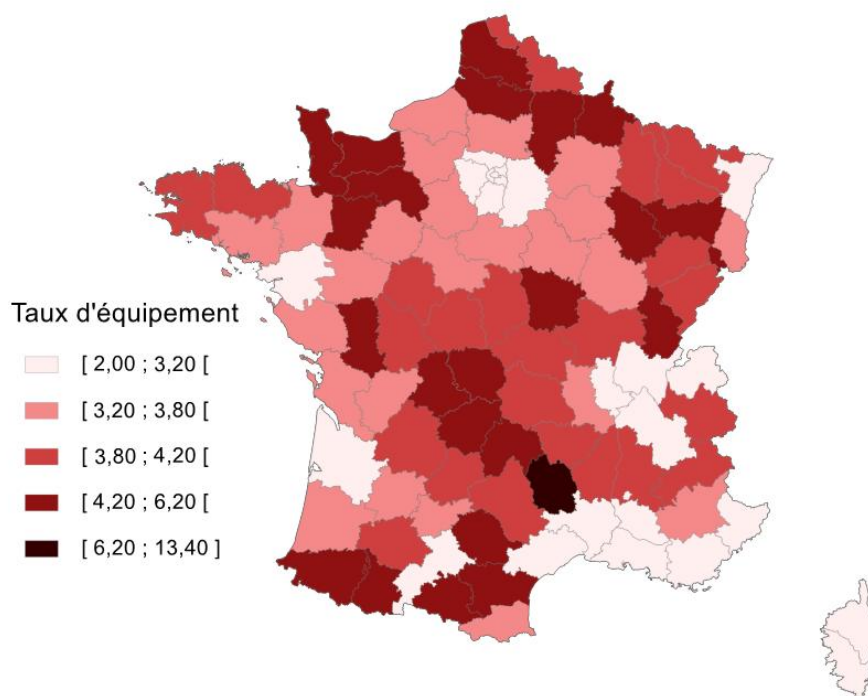 Taux d'équipement
[ 2,00 ; 3,20 [
[ 3,20 ; 3,80 [
[ 3,80 ; 4,20 [
[ 4,20 ; 6,20 [
[ 6,20 ; 13,40 ]